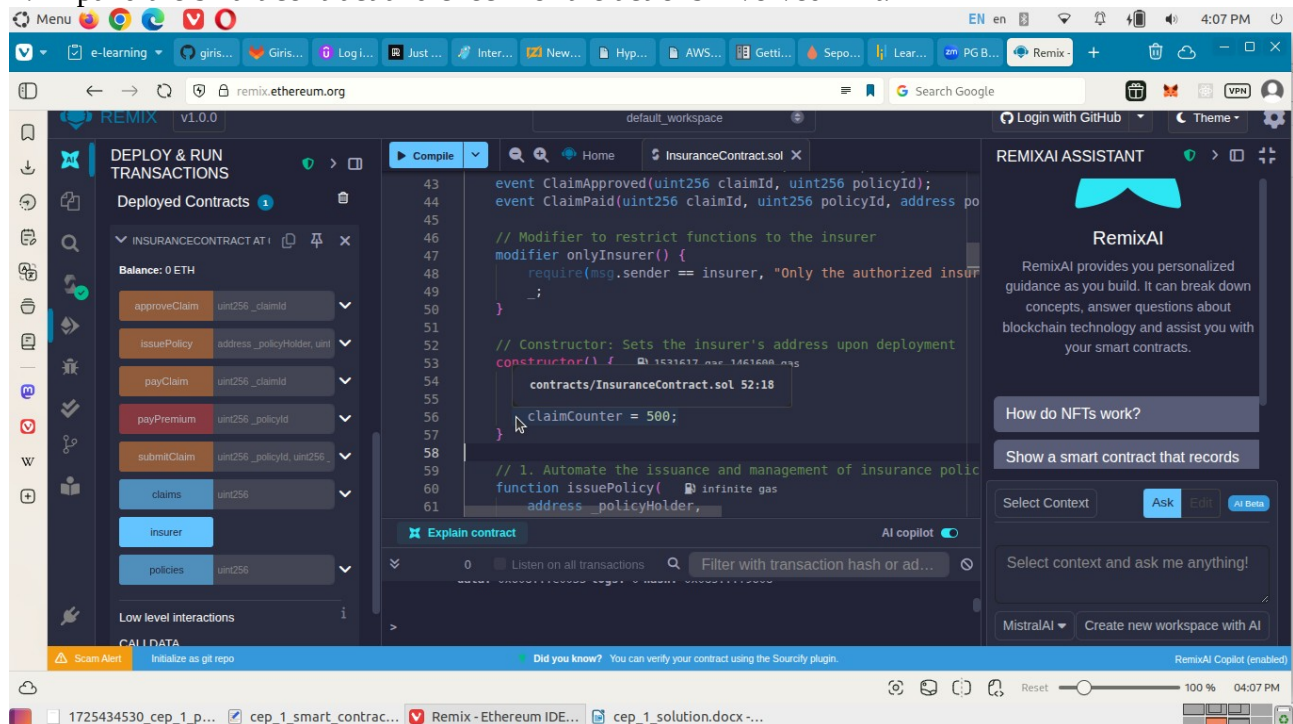 Menu
EN en 4:07 PM
e-learning giris... Giris... Log i... Just ... Inter... New... Hyp... AWS... Getti... Sepo... Lear... PG B... Remix - +
remix.ethereum.org Search Google VPN
REMIX v1.0.0 default_workspace Login with GitHub Theme
DEPLOY & RUN
TRANSACTIONS
Deployed Contracts 1
INSURANCECONTRACT AT
Balance: 0 ETH
approveClaim uint256 _claimId
issuePolicy address _policyHolder, uint
payClaim uint256 _claimId
payPremium uint256 _policyId
submitClaim uint256 _policyId, uint256 _
claims uint256
insurer
policies uint256
Low level interactions i
CALLDATA
Compile Home InsuranceContract.sol
43 event ClaimApproved(uint256 claimId, uint256 policyId);
44 event ClaimPaid(uint256 claimId, uint256 policyId, address po
45
46 // Modifier to restrict functions to the insurer
47 modifier onlyInsurer() {
48 require(msg.sender == insurer, "Only the authorized insur
49 _;
50 }
51
52 // Constructor: Sets the insurer's address upon deployment
53 constructor() { 1531617 gas 1461600 gas
54
contracts/InsuranceContract.sol 52:18
55
56 claimCounter = 500;
57 }
58
59 // 1. Automate the issuance and management of insurance polic
60 function issuePolicy( infinite gas
61 address _policyHolder,
Explain contract AI copilot
0 Listen on all transactions Filter with transaction hash or ad...
>
REMIXAI ASSISTANT
RemixAI
RemixAI provides you personalized
guidance as you build. It can break down
concepts, answer questions about
blockchain technology and assist you with
your smart contracts.
How do NFTs work?
Show a smart contract that records
Select Context Ask Edit AI Beta
Select context and ask me anything!
MistralAI Create new workspace with AI
Scam Alert Initialize as git repo Did you know? You can verify your contract using the Sourcify plugin. RemixAI Copilot (enabled)
Reset 100 % 04:07 PM
1725434530_cep_1_p... cep_1_smart_contrac... Remix - Ethereum IDE... cep_1_solution.docx -...